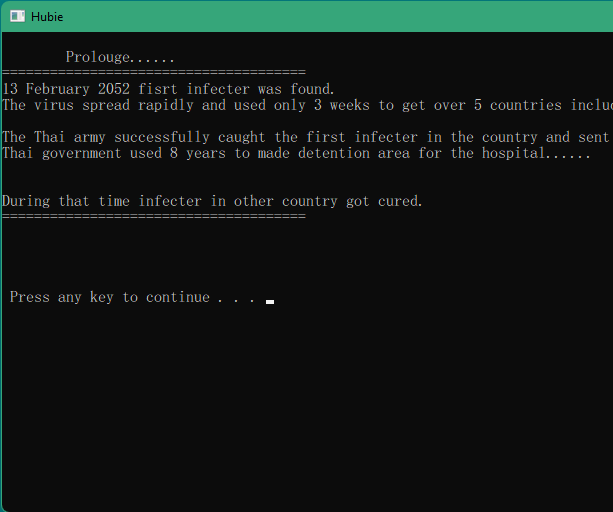 Hubie
Prolouge......
======================================
13 February 2052 fisrt infecter was found.
The virus spread rapidly and used only 3 weeks to get over 5 countries
The Thai army successfully caught the first infecter in the country and sent
Thai government used 8 years to made detention area for the hospital......
During that time infecter in other country got cured.
======================================
Press any key to continue . . .